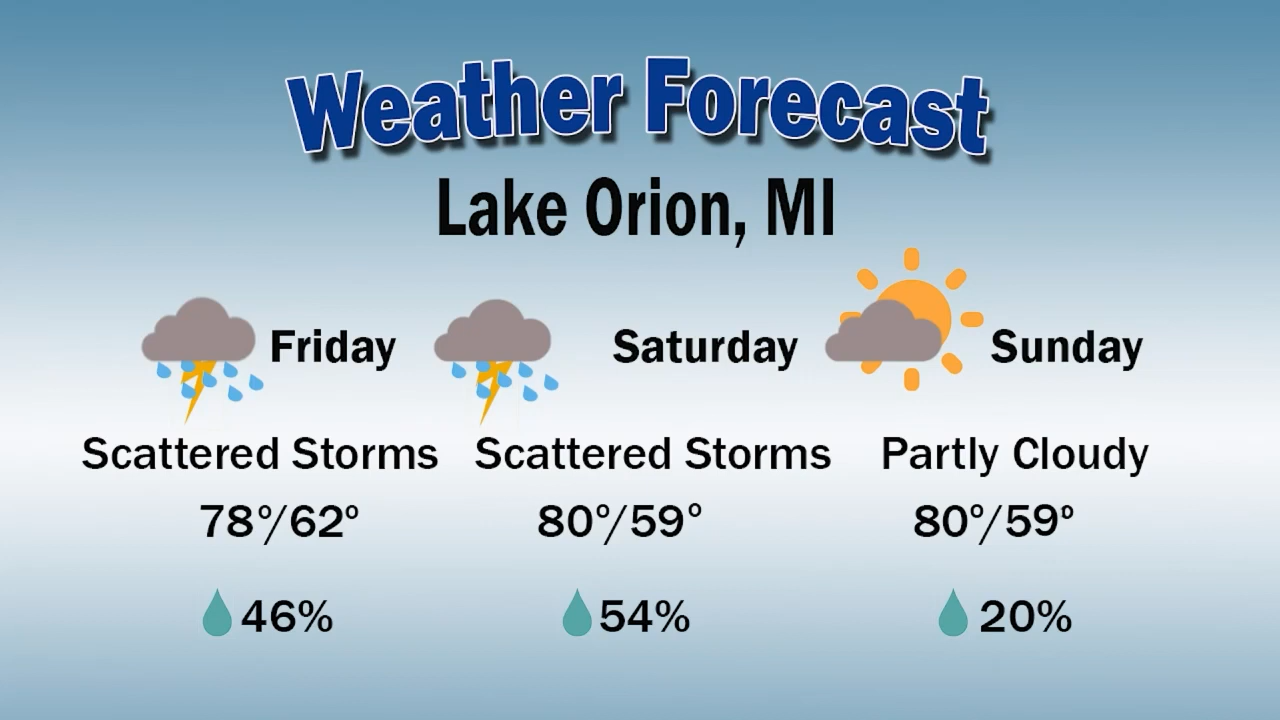 Weather Forecast
Lake Orion, MI
Friday Saturday Sunday
Scattered Storms Scattered Storms Partly Cloudy
78°/62° 80°/59° 80°/59°
46% 54% 20%